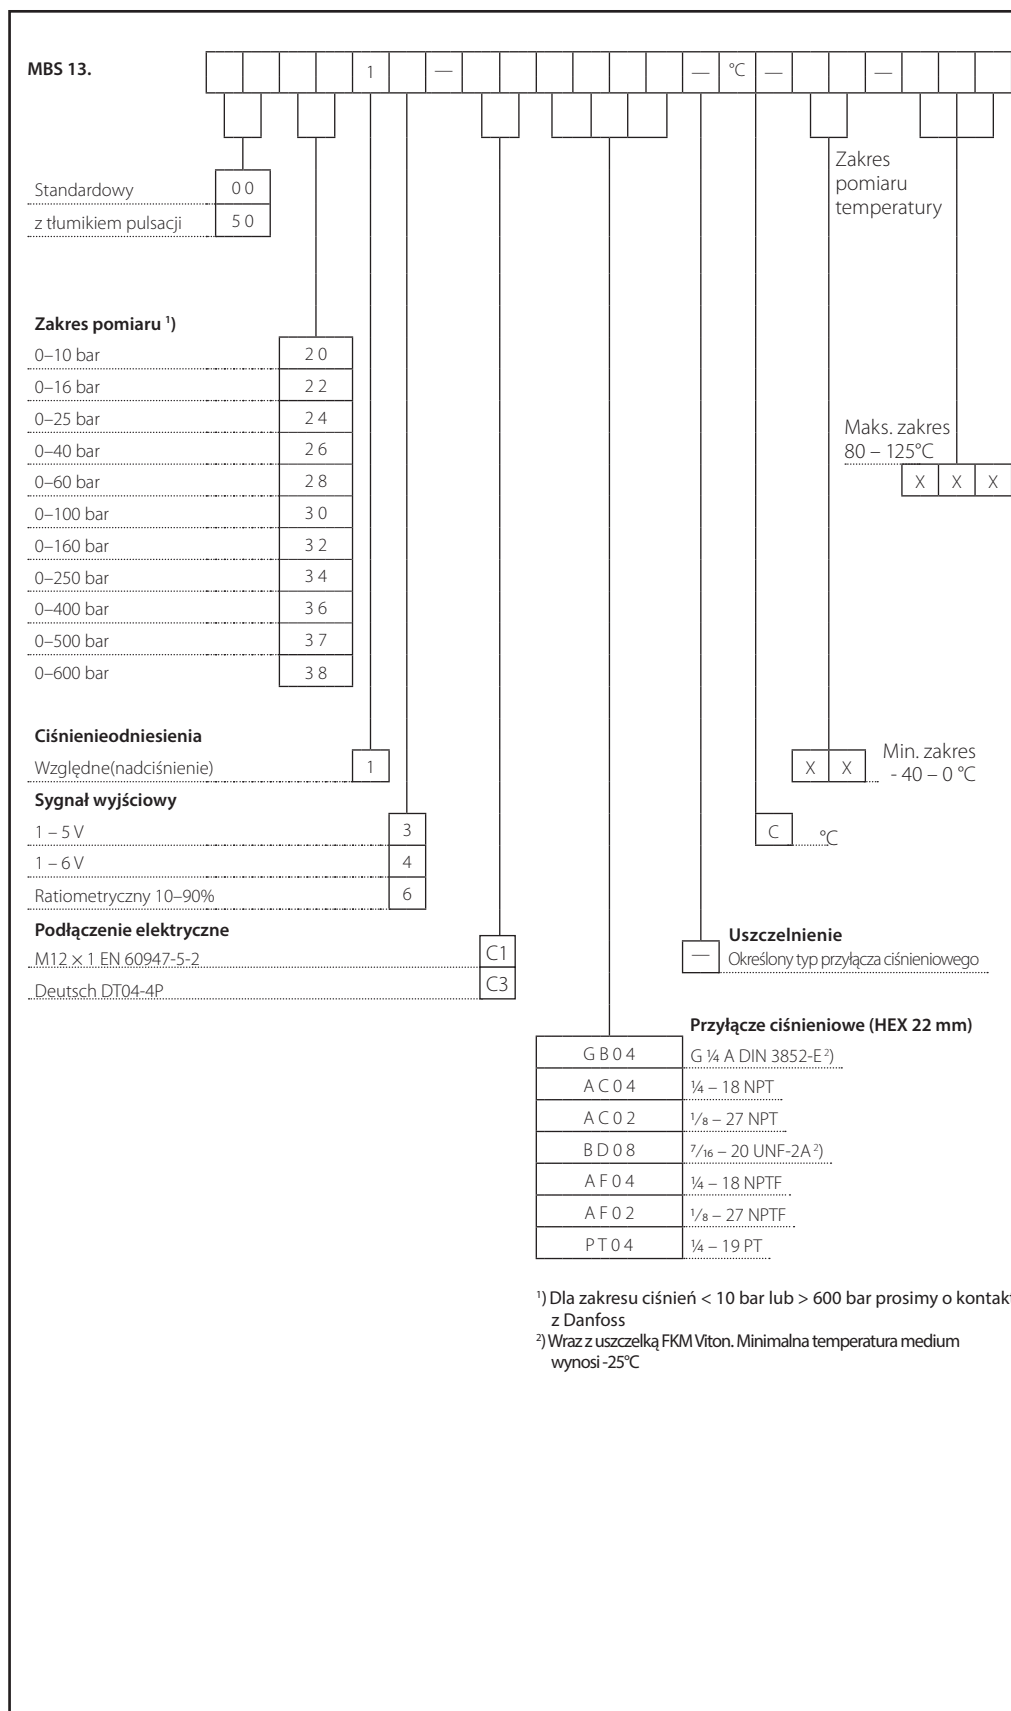 MBS 13. 1 — — °C — —
Zakres
pomiaru
temperatury
Standardowy 0 0
z tłumikiem pulsacji 5 0
Zakres pomiaru ¹)
0–10 bar 2 0
0–16 bar 2 2
0–25 bar 2 4
0–40 bar 2 6
0–60 bar 2 8
0–100 bar 3 0
0–160 bar 3 2
0–250 bar 3 4
0–400 bar 3 6
0–500 bar 3 7
0–600 bar 3 8
Maks. zakres
80 – 125°C
X X X
Ciśnienieodniesienia
Względne(nadciśnienie) 1
X X Min. zakres
- 40 – 0 °C
Sygnał wyjściowy
1 – 5 V 3
1 – 6 V 4
Ratiometryczny 10–90% 6
C °C
Podłączenie elektryczne
M12 × 1 EN 60947-5-2 C1
Deutsch DT04-4P C3
Uszczelnienie
— Określony typ przyłącza ciśnieniowego
Przyłącze ciśnieniowe (HEX 22 mm)
G B 0 4 G ¼ A DIN 3852-E ²)
A C 0 4 ¼ – 18 NPT
A C 0 2 ⅛ – 27 NPT
B D 0 8 ⁷/₁₆ – 20 UNF-2A ²)
A F 0 4 ¼ – 18 NPTF
A F 0 2 ⅛ – 27 NPTF
P T 0 4 ¼ – 19 PT
¹) Dla zakresu ciśnień < 10 bar lub > 600 bar prosimy o kontakt
z Danfoss
²) Wraz z uszczelką FKM Viton. Minimalna temperatura medium
wynosi -25°C